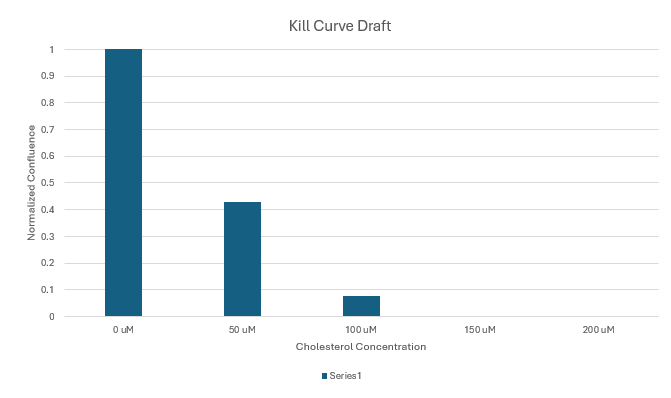 Kill Curve Draft
1
0.9
0.8
0.7
0.6
0.5
0.4
0.3
0.2
0.1
0
Normalized Confluence
0 uM 50 uM 100 uM 150 uM 200 uM
Cholesterol Concentration
Series1